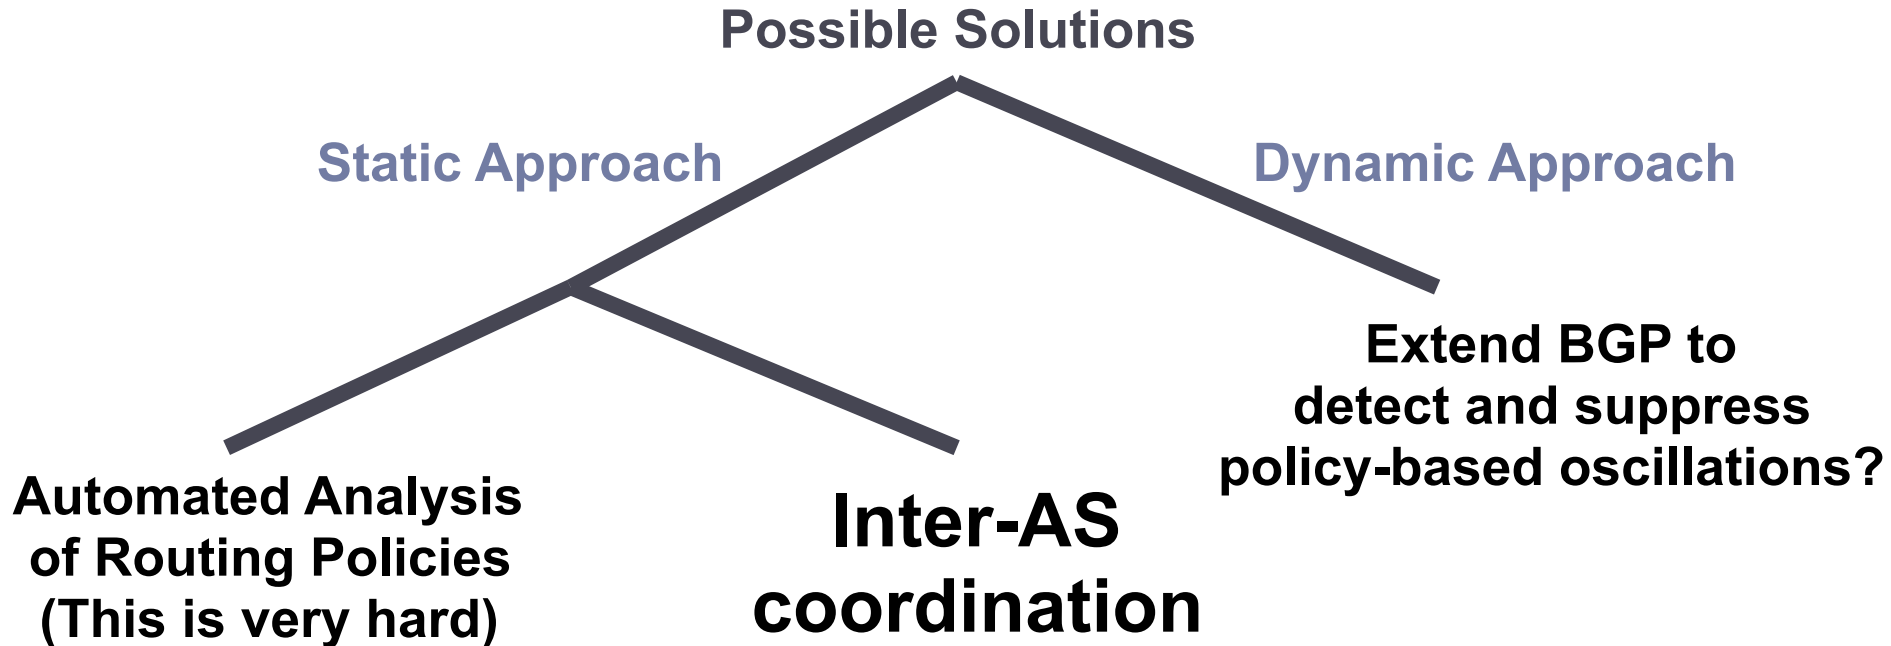 Possible Solutions
Static Approach
Dynamic Approach
Extend BGP to
detect and suppress
policy-based oscillations?
Automated Analysis
of Routing Policies
(This is very hard)
Inter-AS
coordination